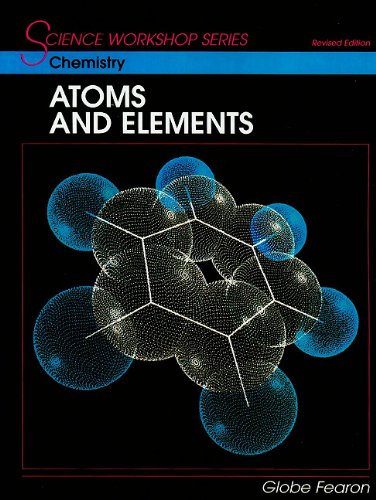 SCIENCE WORKSHOP SERIES
Revised Edition
Chemistry
ATOMS
AND ELEMENTS
Globe Fearon